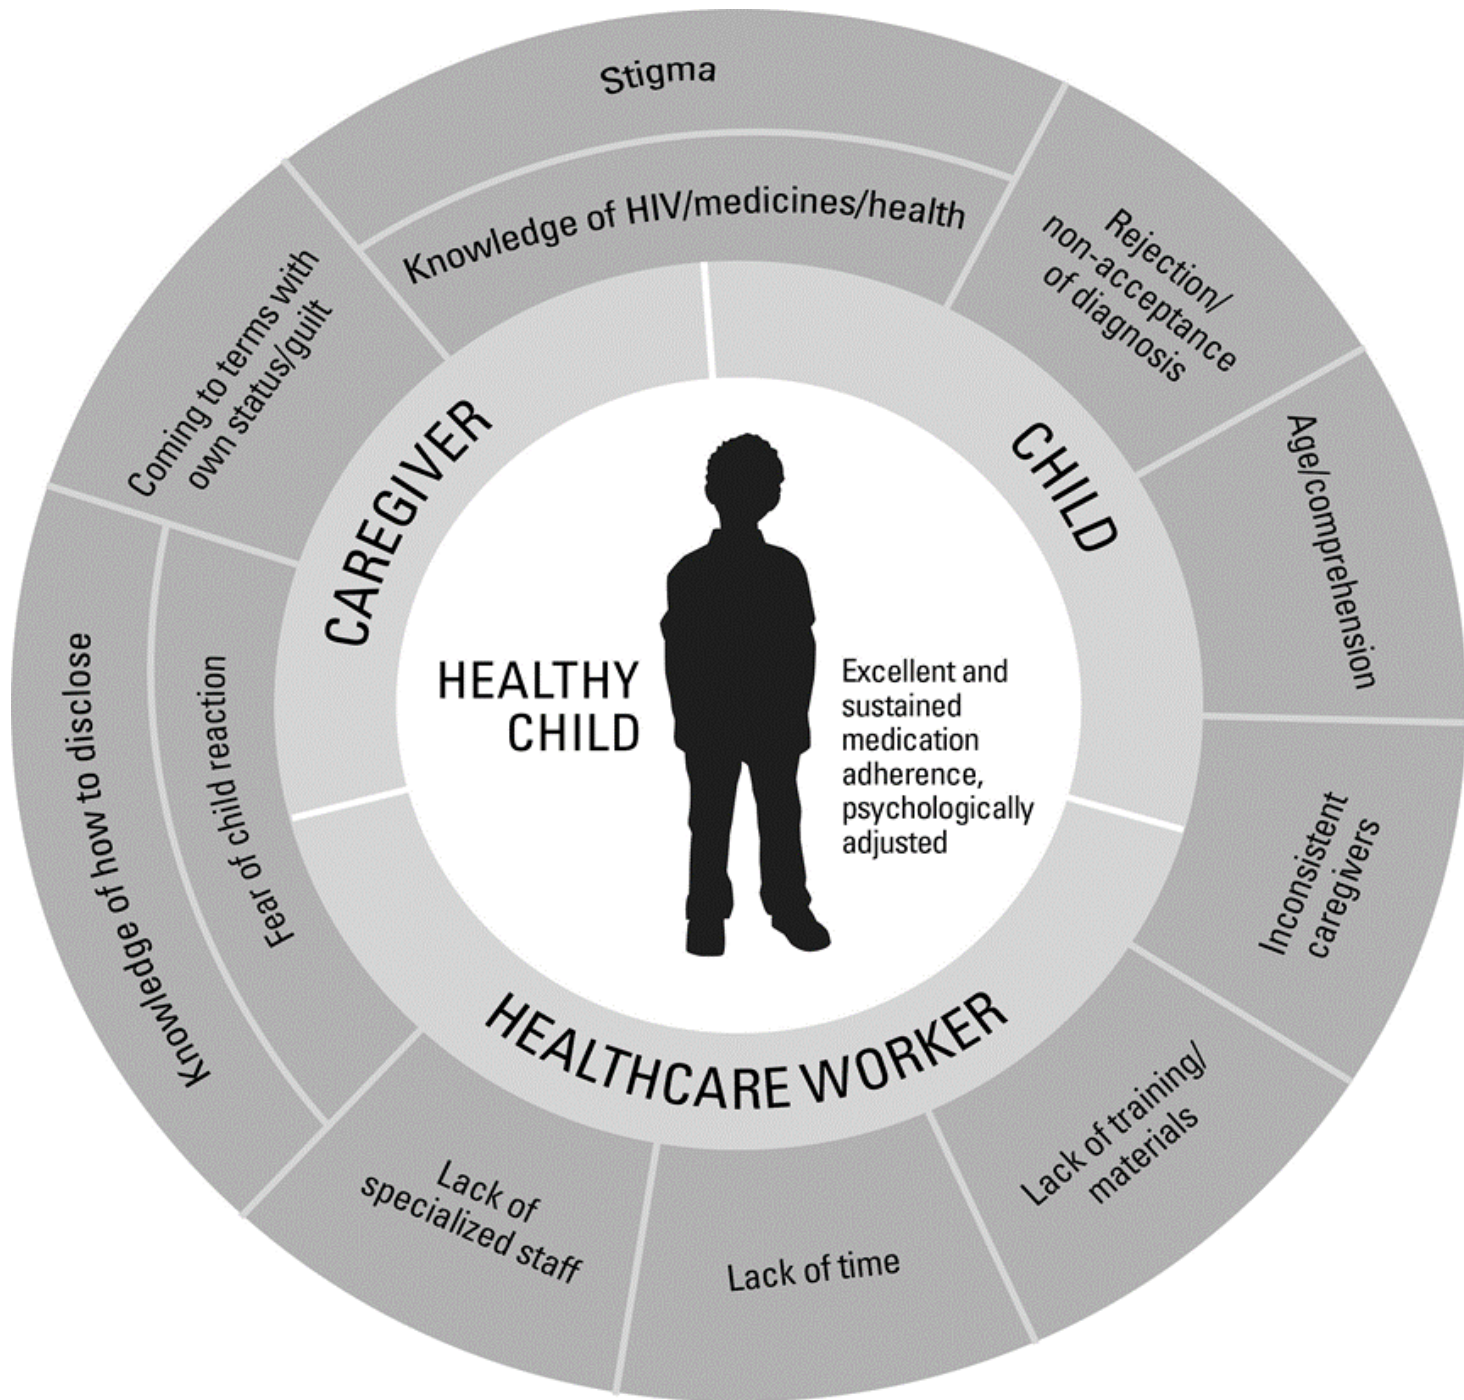 Stigma
Knowledge of HIV/medicines/health
Rejection/
non-acceptance
of diagnosis
Age/comprehension
Inconsistent
caregivers
Lack of training/
materials
Lack of time
Lack of
specialized staff
Knowledge of how to disclose
Fear of child reaction
Coming to terms with
own status/guilt
CAREGIVER
CHILD
HEALTHCARE WORKER
HEALTHY
CHILD
Excellent and
sustained
medication
adherence,
psychologically
adjusted